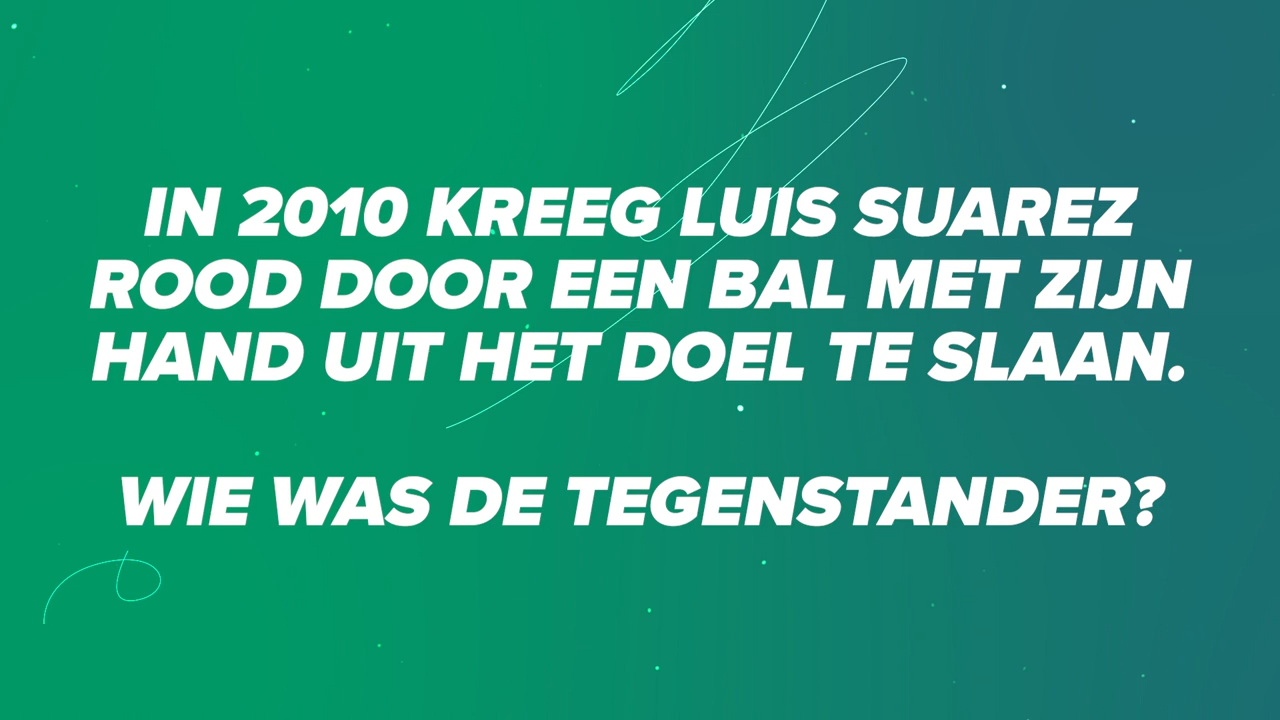 IN 2010 KREEG LUIS SUAREZ
ROOD DOOR EEN BAL MET ZIJN
HAND UIT HET DOEL TE SLAAN.
WIE WAS DE TEGENSTANDER?